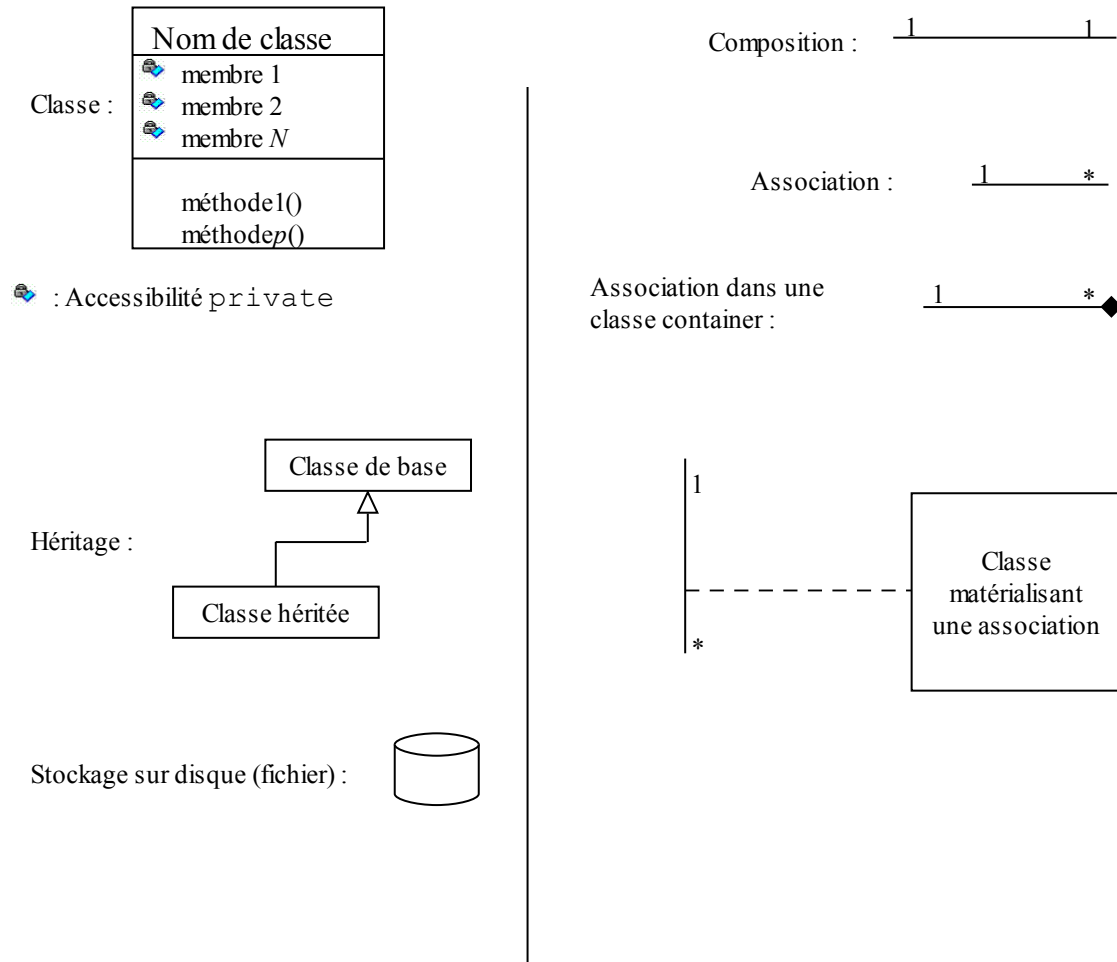 Classe :
Nom de classe
membre 1
membre 2
membre N
méthode1()
méthodep()
: Accessibilité private
Héritage :
Classe de base
Classe héritée
Stockage sur disque (fichier) :
Composition :
1 1
Association :
1 *
Association dans une
classe container :
1 *
1
*
Classe
matérialisant
une association